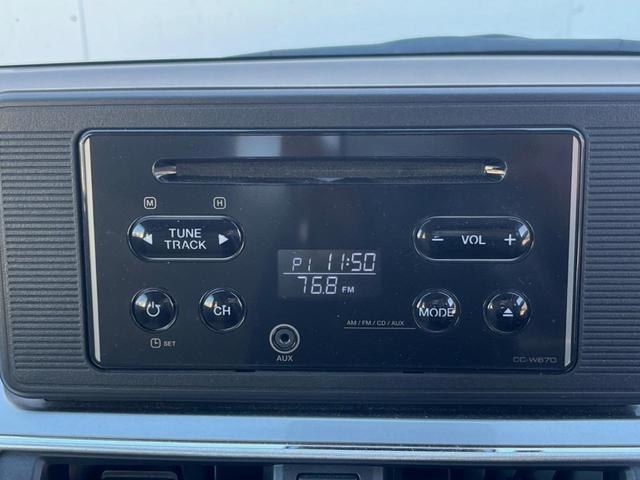 M H
TUNE
TRACK
- VOL +
P1 11:50
76.8 FM
CH
MODE
AM / FM / CD / AUX
SET
AUX
CC-W670